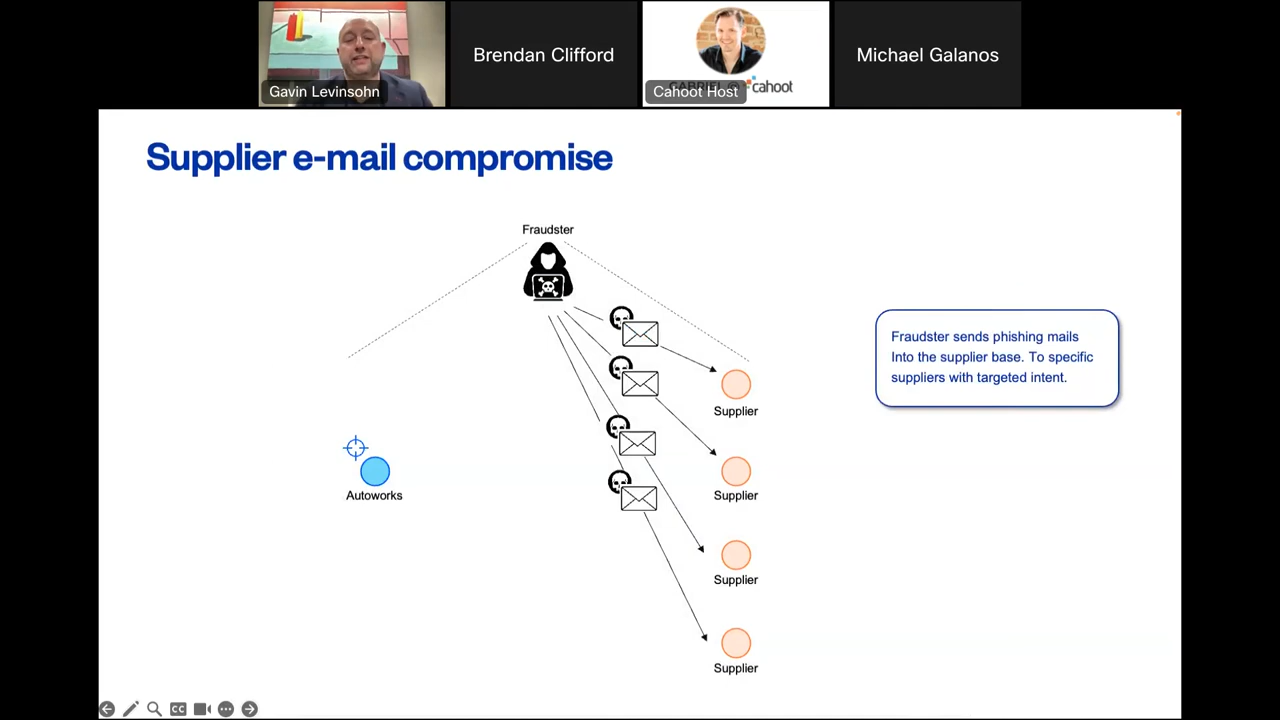 Gavin Levinsohn
Brendan Clifford
cahoot
Cahoot Host
Michael Galanos
Supplier e-mail compromise
Fraudster
Fraudster sends phishing mails
Into the supplier base. To specific
suppliers with targeted intent.
Supplier
Autoworks
Supplier
Supplier
Supplier
CC